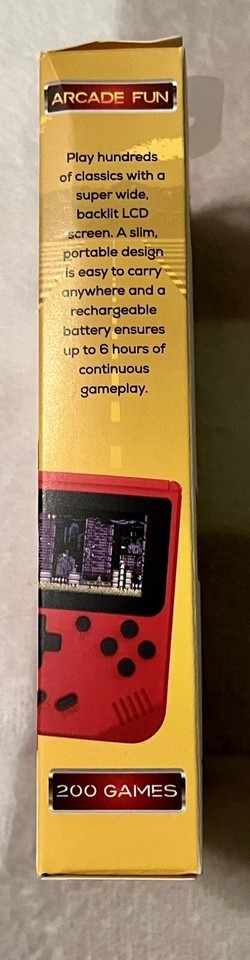 ARCADE FUN
Play hundreds
of classics with a
super wide,
backlit LCD
screen. A slim,
portable design
is easy to carry
anywhere and a
rechargeable
battery ensures
up to 6 hours of
continuous
gameplay.
200 GAMES